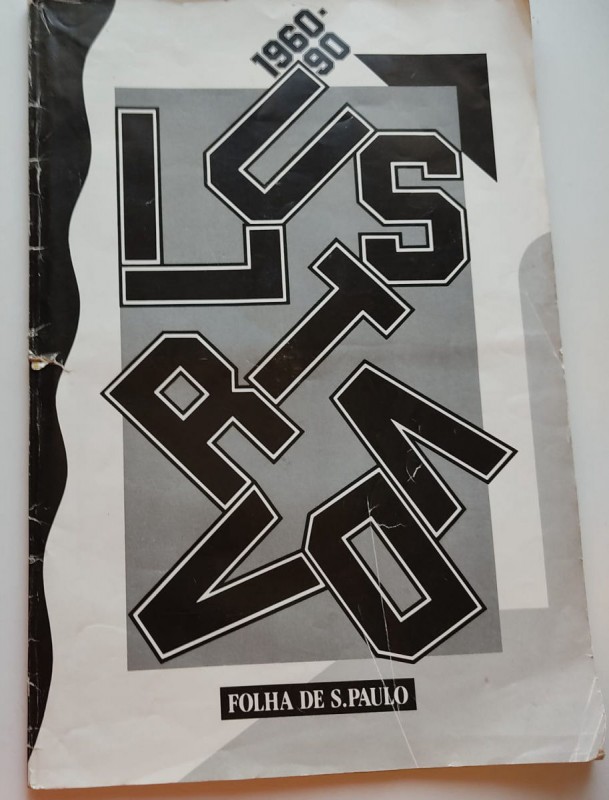 1960-
90
ILUSTRADA
FOLHA DE S.PAULO